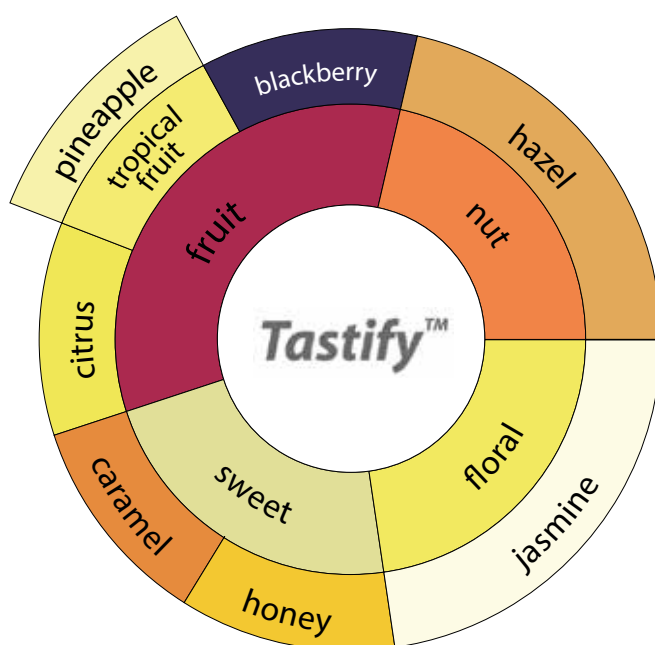 pineapple
tropical
fruit
blackberry
hazel
fruit
nut
citrus
Tastify™
caramel
sweet
floral
honey
jasmine